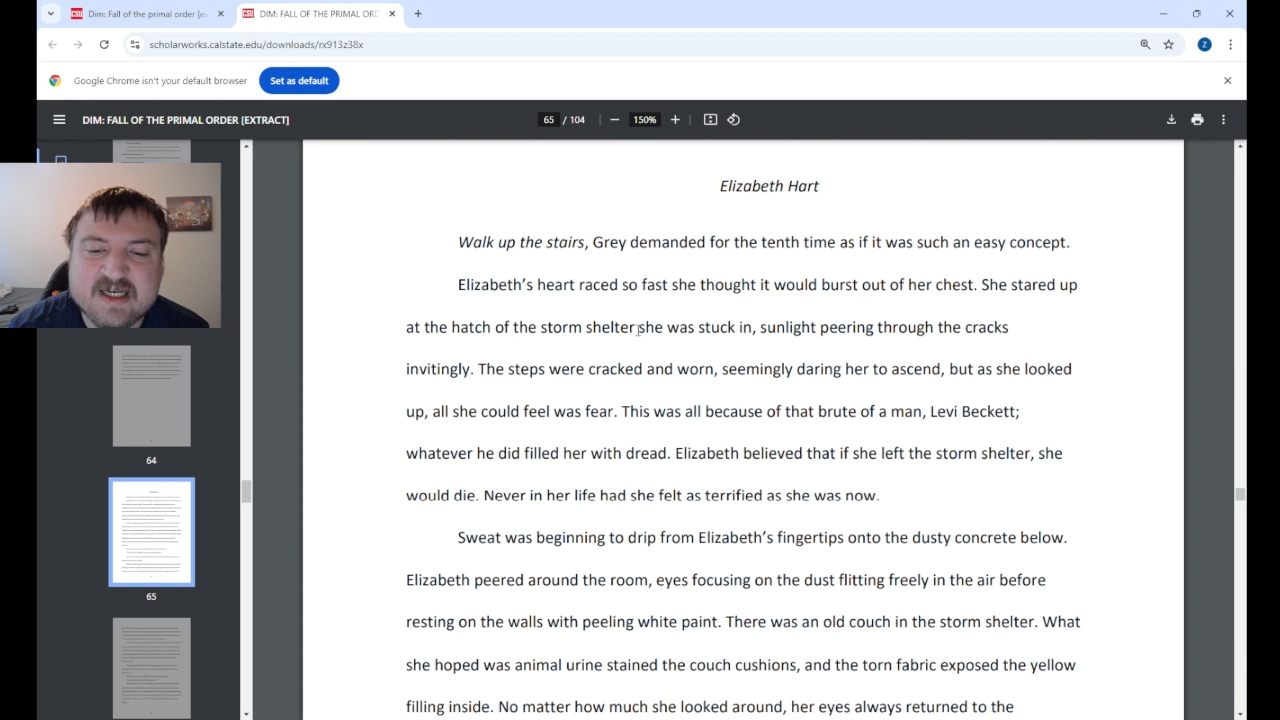 DIM: Fall of the primal order [e
DIM: FALL OF THE PRIMAL ORD
scholarworks.calstate.edu/downloads/rx913z38x
Z
Google Chrome isn't your default browser
Set as default
DIM: FALL OF THE PRIMAL ORDER [EXTRACT]
65 / 104
150%
64
65
Elizabeth Hart
Walk up the stairs, Grey demanded for the tenth time as if it was such an easy concept.
Elizabeth's heart raced so fast she thought it would burst out of her chest. She stared up
at the hatch of the storm shelter she was stuck in, sunlight peering through the cracks
invitingly. The steps were cracked and worn, seemingly daring her to ascend, but as she looked
up, all she could feel was fear. This was all because of that brute of a man, Levi Beckett;
whatever he did filled her with dread. Elizabeth believed that if she left the storm shelter, she
would die. Never in her life had she felt as terrified as she was now.
Sweat was beginning to drip from Elizabeth's fingertips onto the dusty concrete below.
Elizabeth peered around the room, eyes focusing on the dust flitting freely in the air before
resting on the walls with peeling white paint. There was an old couch in the storm shelter. What
she hoped was animal urine stained the couch cushions, and the torn fabric exposed the yellow
filling inside. No matter how much she looked around, her eyes always returned to the